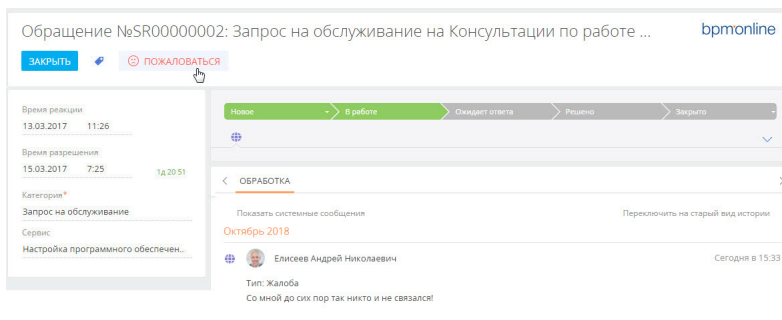 Обращение №SR00000002: Запрос на обслуживание на Консультации по работе ...
bpmonline
ЗАКРЫТЬ
ПОЖАЛОВАТЬСЯ
Время реакции
13.03.2017 11:26
Время разрешения
15.03.2017 7:25 1д 20:51
Категория*
Запрос на обслуживание
Сервис
Настройка программного обеспечен...
Новое
В работе
Ожидает ответа
Решено
Закрыто
ОБРАБОТКА
Показать системные сообщения
Переключить на старый вид истории
Октябрь 2018
Елисеев Андрей Николаевич
Сегодня в 15:33
Тип: Жалоба
Со мной до сих пор так никто и не связался!